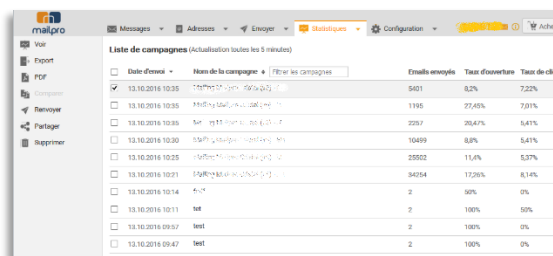 mailpro
Messages Adresses Envoyer Statistiques Configuration Ache
Voir
Export
PDF
Comparer
Renvoyer
Partager
Supprimer
Liste de campagnes (Actualisation toutes les 5 minutes)
Date d'envoi Nom de la campagne Filtrer les campagnes Emails envoyés Taux d'ouverture Taux de cli
13.10.2016 10:35 5401 8,2% 7,22%
13.10.2016 10:35 1195 27,45% 7,01%
13.10.2016 10:35 2257 20,47% 5,41%
13.10.2016 10:30 10499 8,8% 5,41%
13.10.2016 10:25 25502 11,4% 5,37%
13.10.2016 10:21 34254 17,26% 8,14%
13.10.2016 10:14 2 50% 0%
13.10.2016 10:11 tet 2 100% 50%
13.10.2016 09:57 test 2 100% 0%
13.10.2016 09:47 test 2 100% 0%